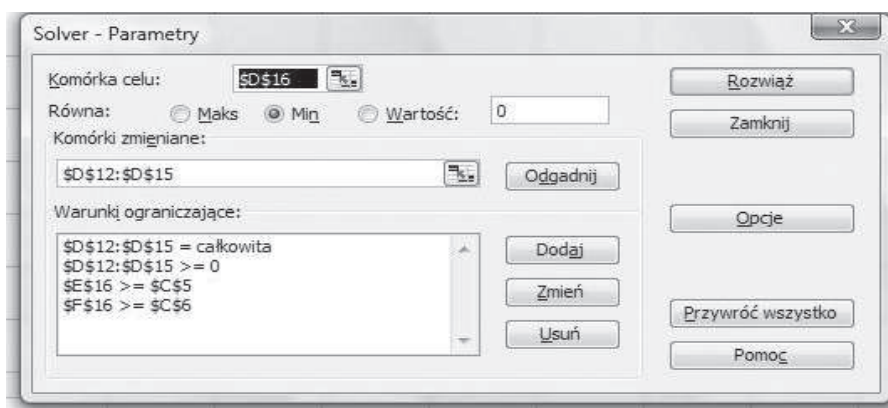 Solver - Parametry
Komórka celu: $D$16
Rozwiąż
Równa: Maks Min Wartość: 0
Zamknij
Komórki zmieniane:
$D$12:$D$15
Odgadnij
Warunki ograniczające:
Opcje
$D$12:$D$15 = całkowita
$D$12:$D$15 >= 0
$E$16 >= $C$5
$F$16 >= $C$6
Dodaj
Zmień
Usuń
Przywróć wszystko
Pomoc